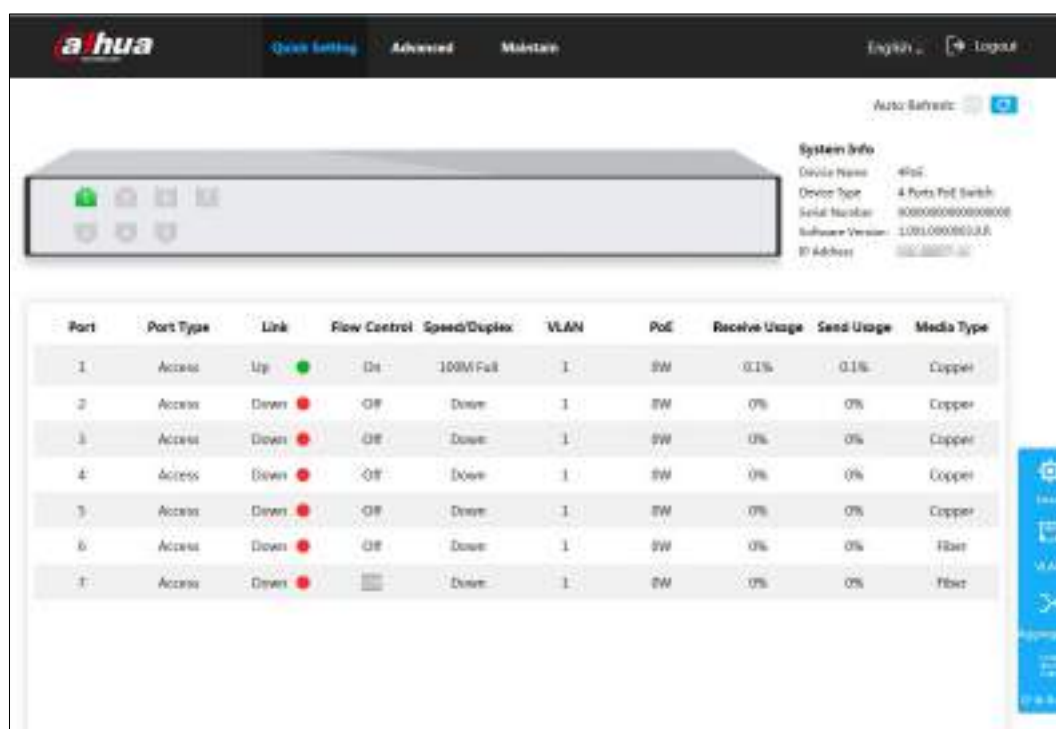 alhua Quick Setting Advanced Maintain English Logout
Auto Refresh
System Info
Device Name 4PoE
Device Type 4 Ports PoE Switch
Serial Number
Software Version
IP Address
Port Port Type Link Flow Control Speed/Duplex VLAN PoE Receive Usage Send Usage Media Type
1 Access Up On 100M Full 1 0W 0.1% 0.1% Copper
2 Access Down Off Down 1 0W 0% 0% Copper
3 Access Down Off Down 1 0W 0% 0% Copper
4 Access Down Off Down 1 0W 0% 0% Copper
5 Access Down Off Down 1 0W 0% 0% Copper
6 Access Down Off Down 1 0W 0% 0% Fiber
7 Access Down Down 1 0W 0% 0% Fiber
VLAN